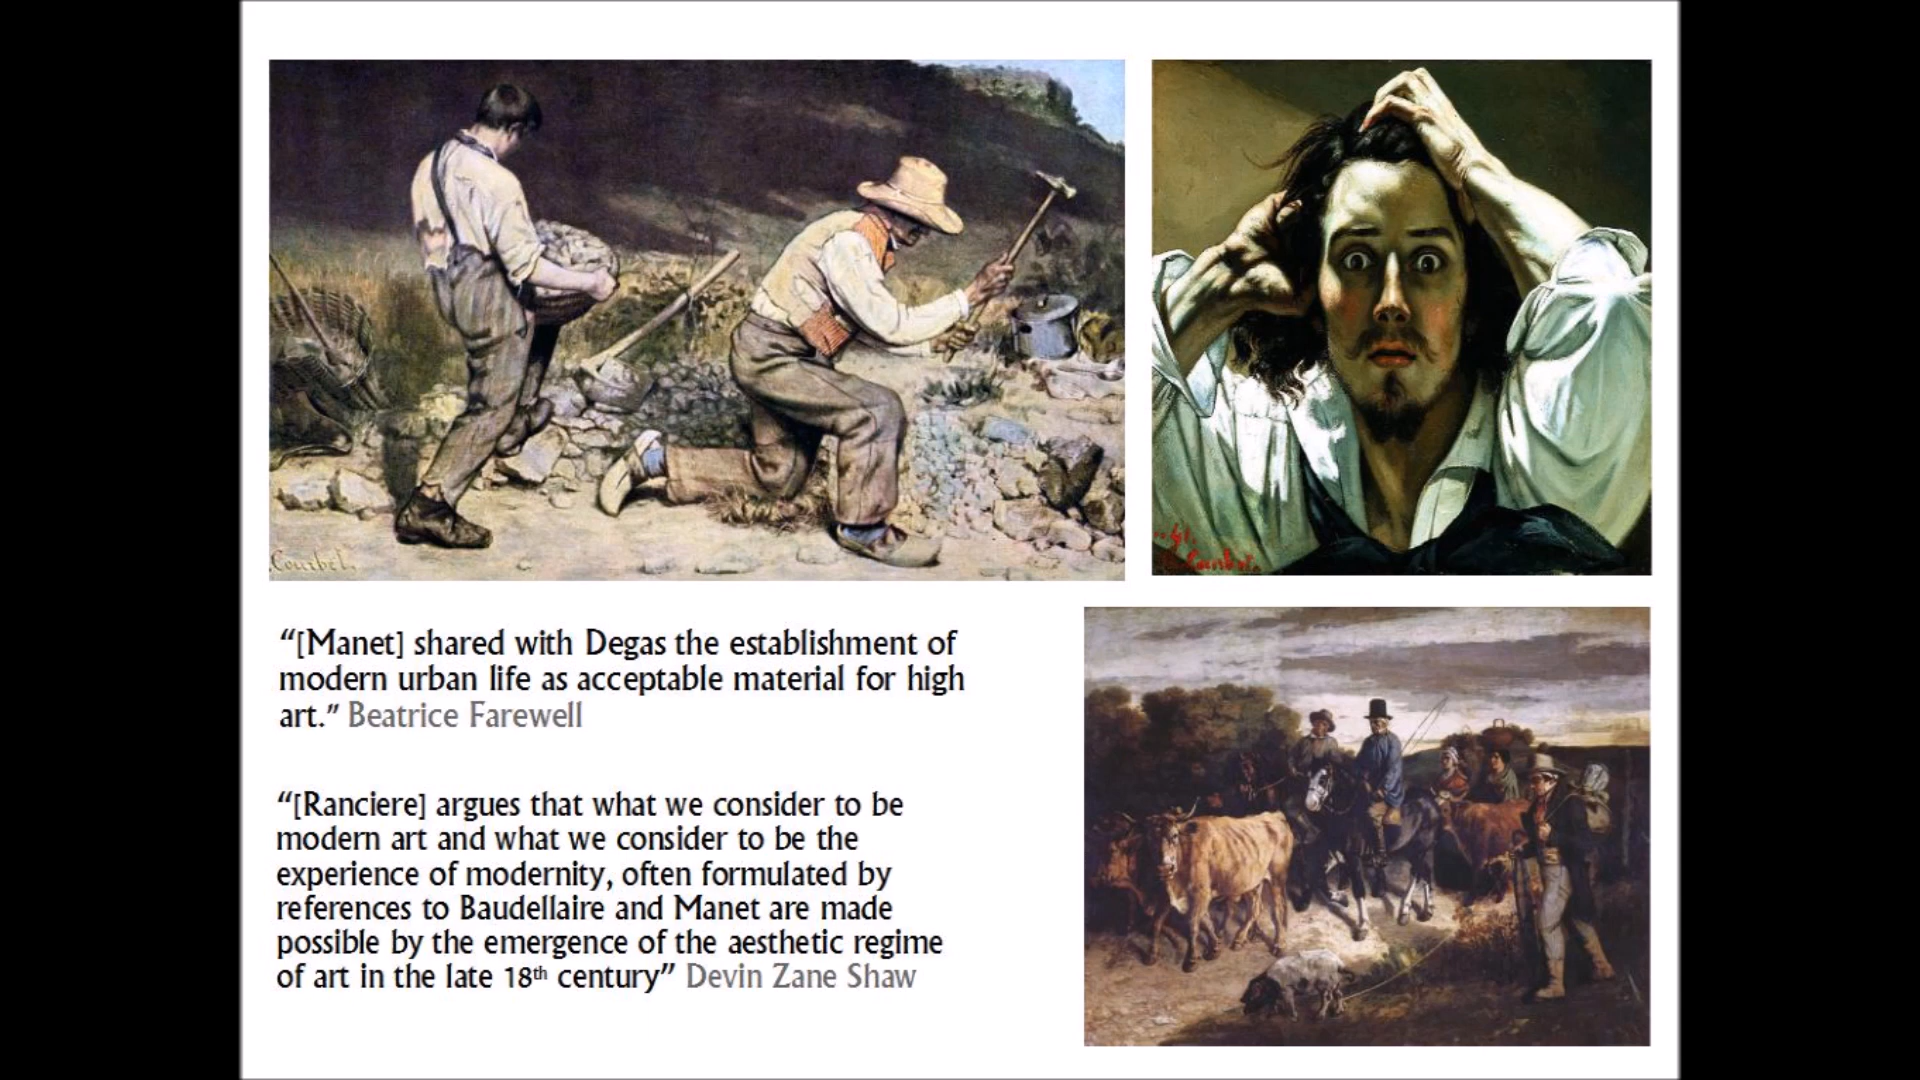 Courbet.
..41.
G. Courbet.
“[Manet] shared with Degas the establishment of
modern urban life as acceptable material for high
art.” Beatrice Farewell
“[Ranciere] argues that what we consider to be
modern art and what we consider to be the
experience of modernity, often formulated by
references to Baudellaire and Manet are made
possible by the emergence of the aesthetic regime
of art in the late 18th century” Devin Zane Shaw